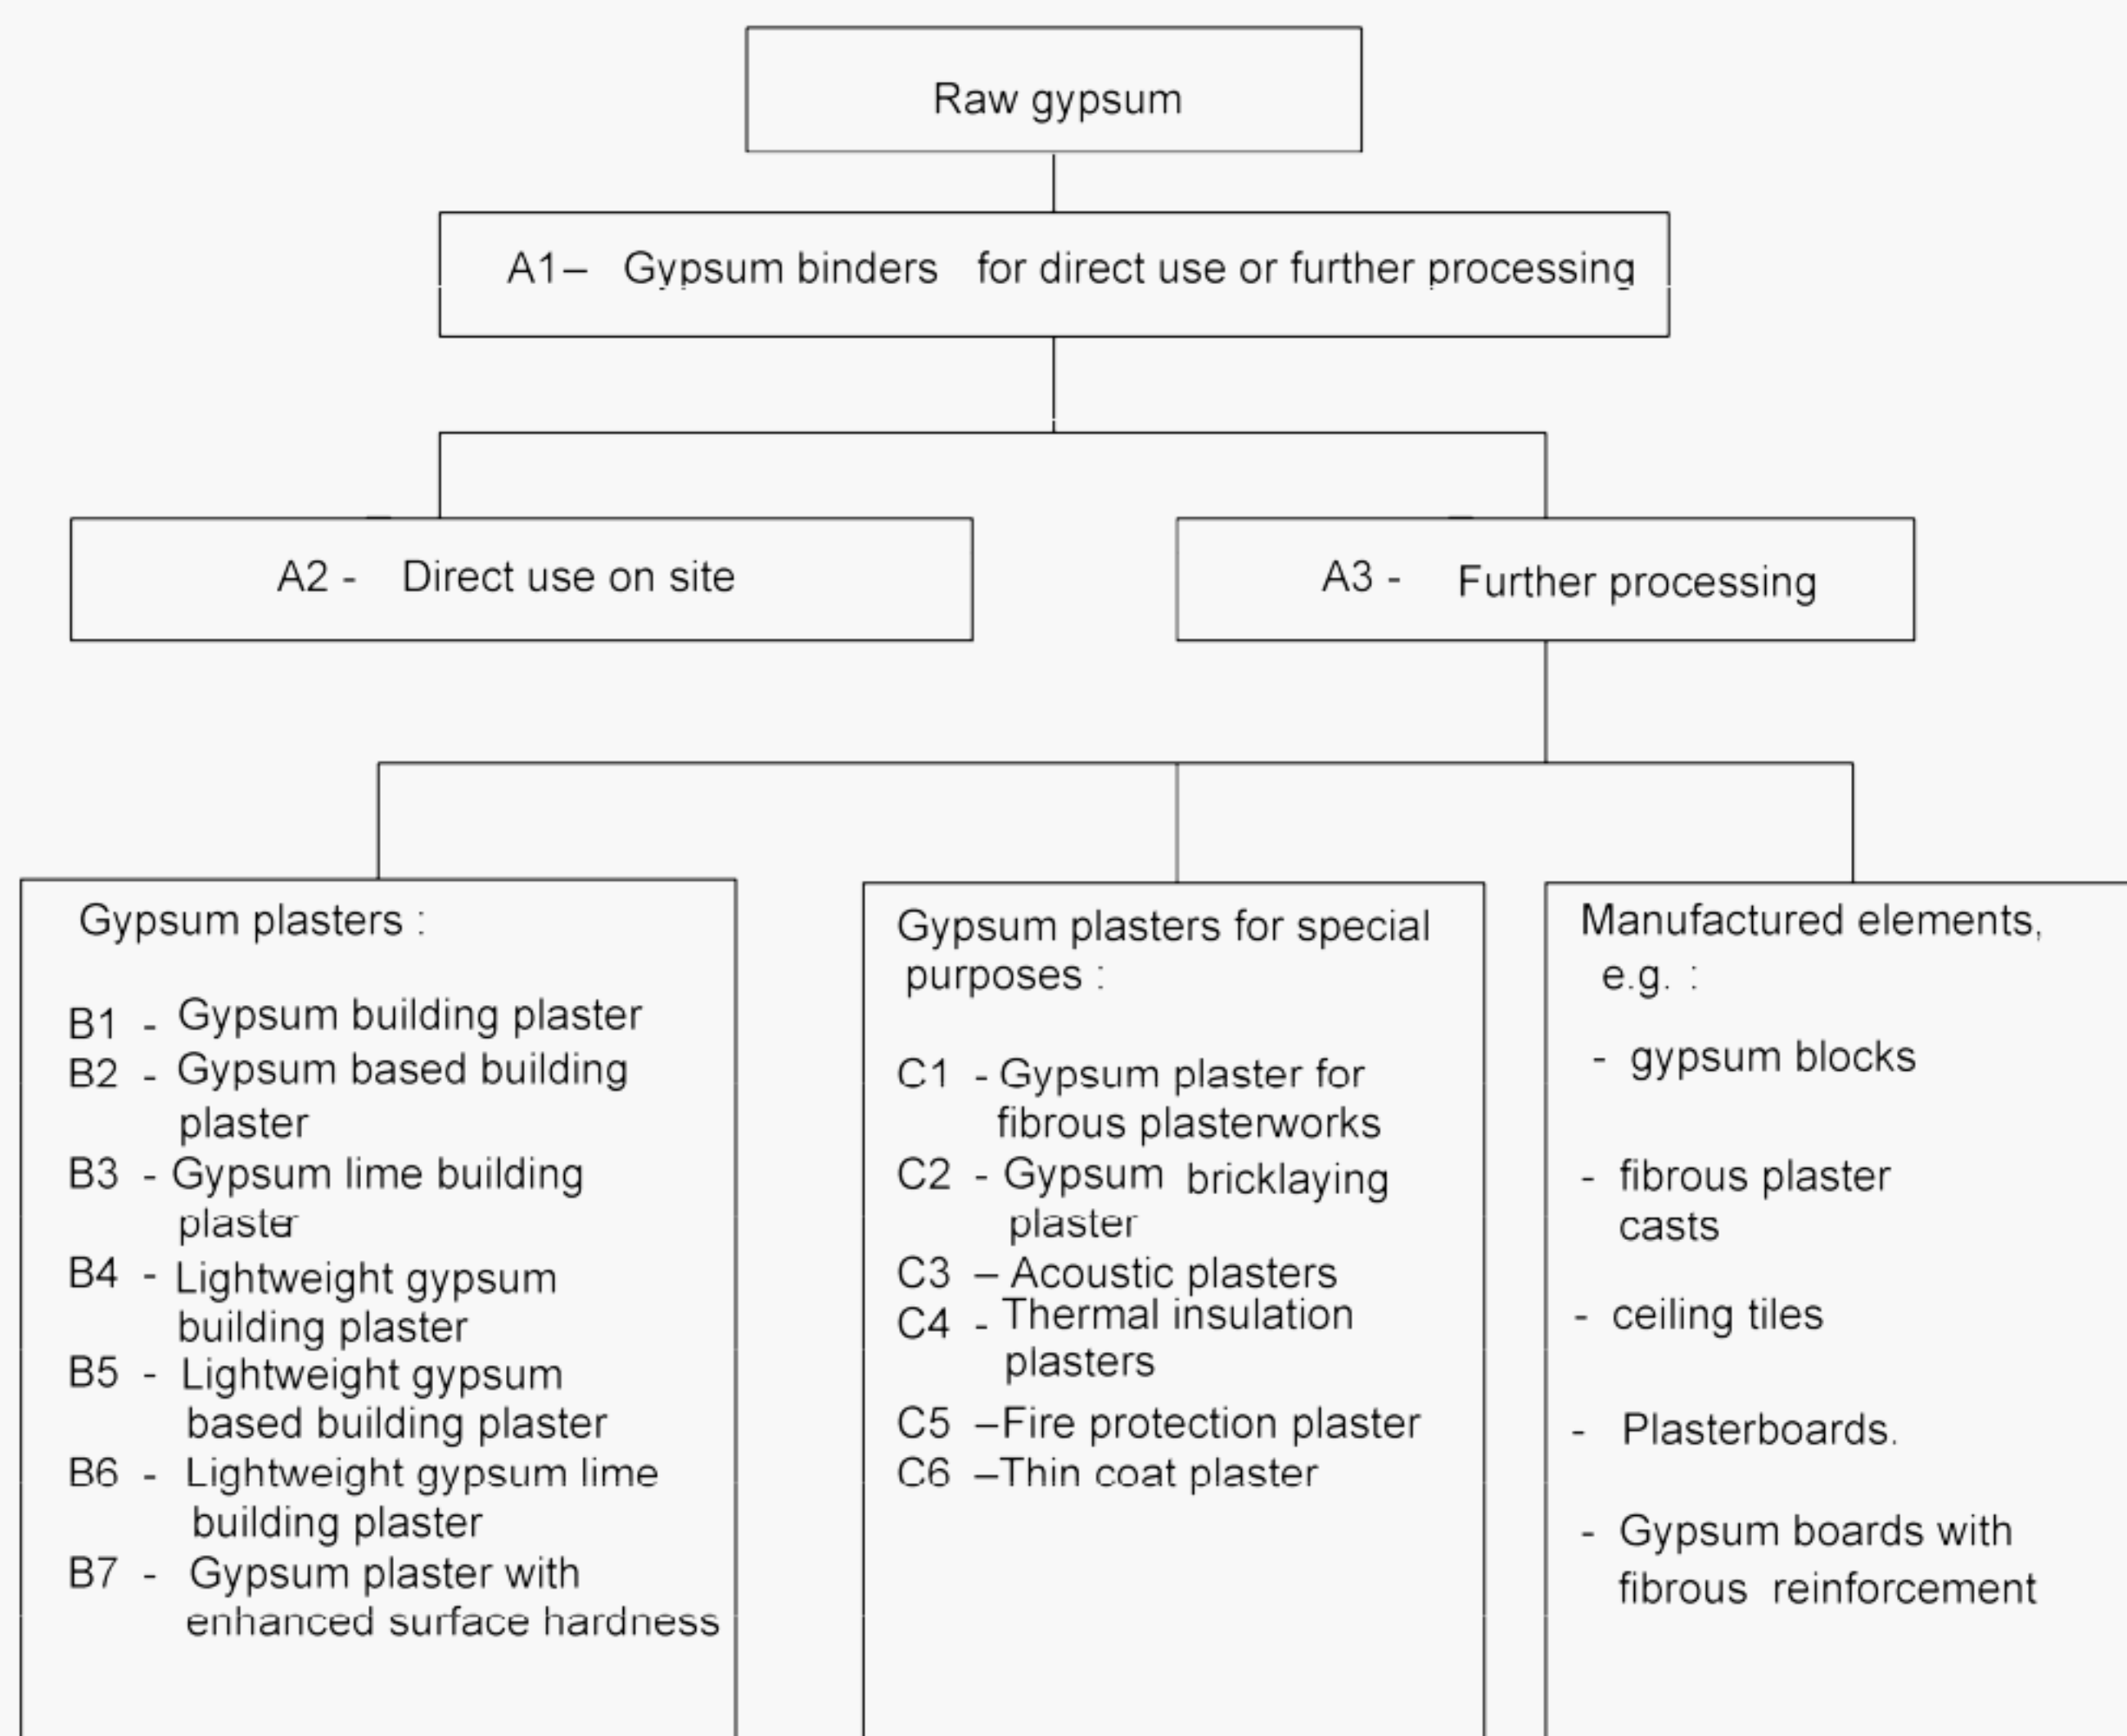 Raw gypsum
A1– Gypsum binders for direct use or further processing
A2 - Direct use on site
A3 - Further processing
Gypsum plasters :
B1 - Gypsum building plaster
B2 - Gypsum based building
plaster
B3 - Gypsum lime building
plaster
B4 - Lightweight gypsum
building plaster
B5 - Lightweight gypsum
based building plaster
B6 - Lightweight gypsum lime
building plaster
B7 - Gypsum plaster with
enhanced surface hardness
Gypsum plasters for special
purposes :
C1 - Gypsum plaster for
fibrous plasterworks
C2 - Gypsum bricklaying
plaster
C3 – Acoustic plasters
C4 - Thermal insulation
plasters
C5 –Fire protection plaster
C6 –Thin coat plaster
Manufactured elements,
e.g. :
- gypsum blocks
- fibrous plaster
casts
- ceiling tiles
- Plasterboards.
- Gypsum boards with
fibrous reinforcement